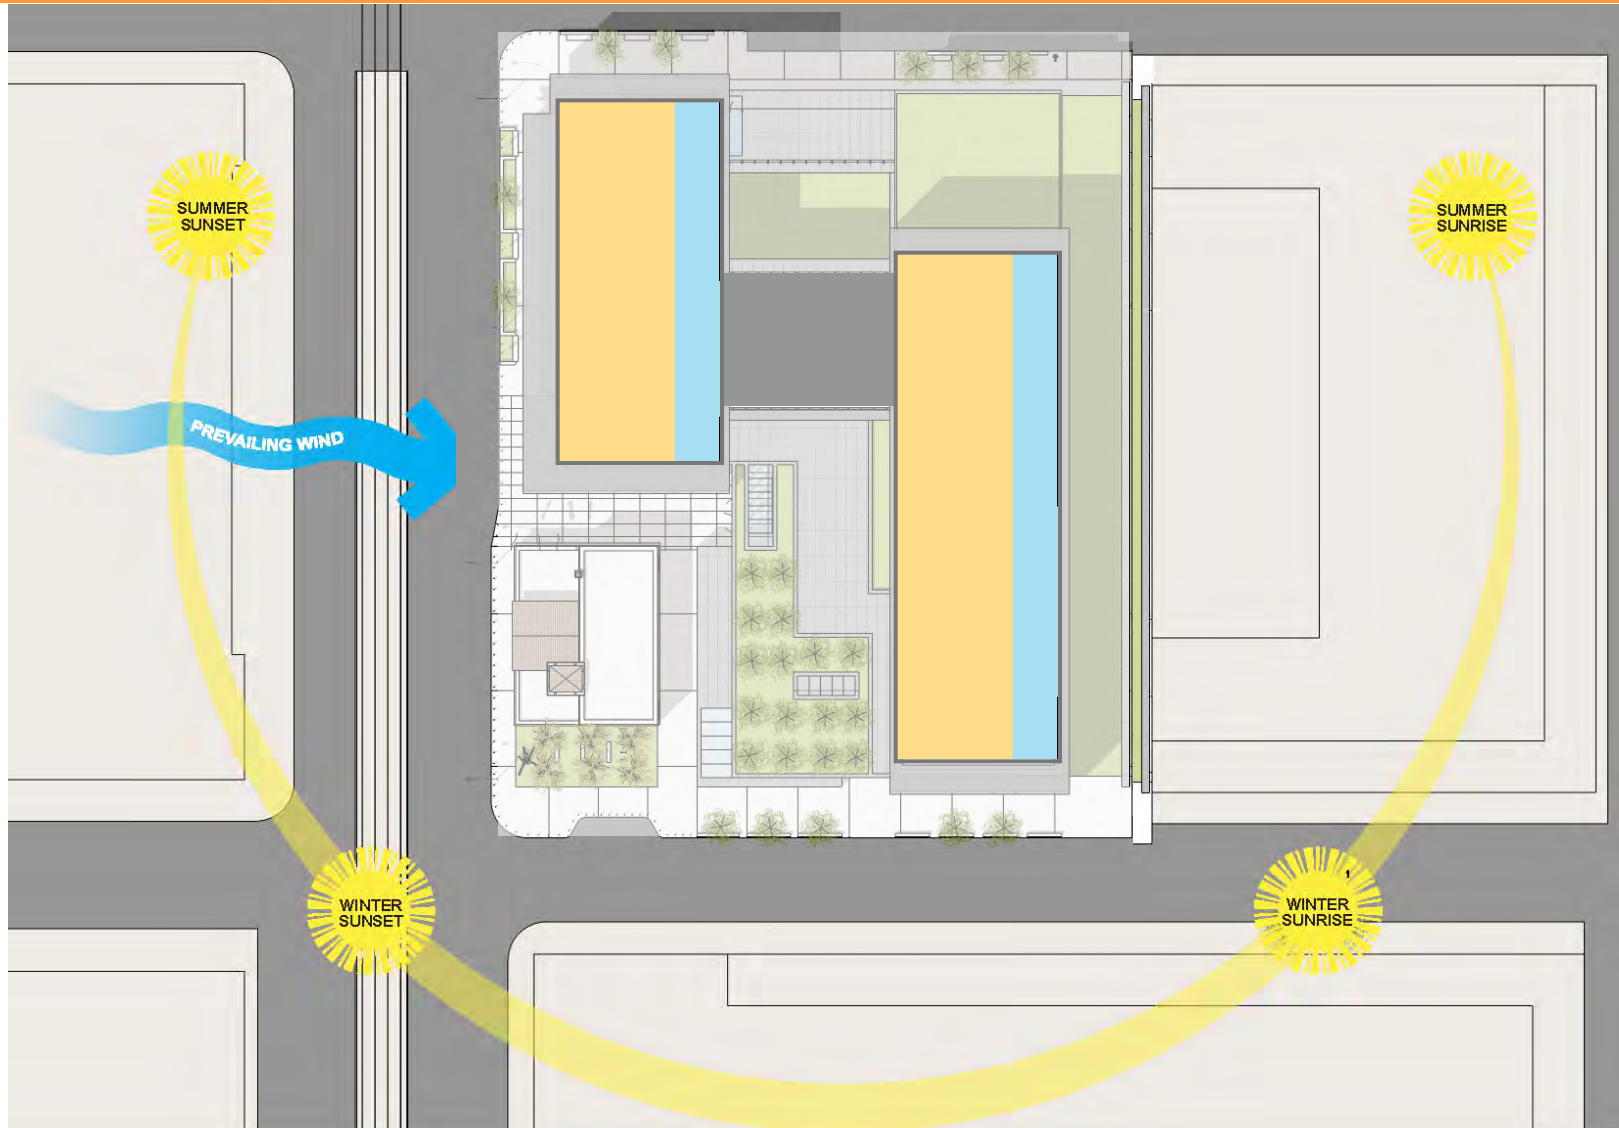 SUMMER
SUNSET
SUMMER
SUNRISE
PREVAILING WIND
WINTER
SUNSET
WINTER
SUNRISE